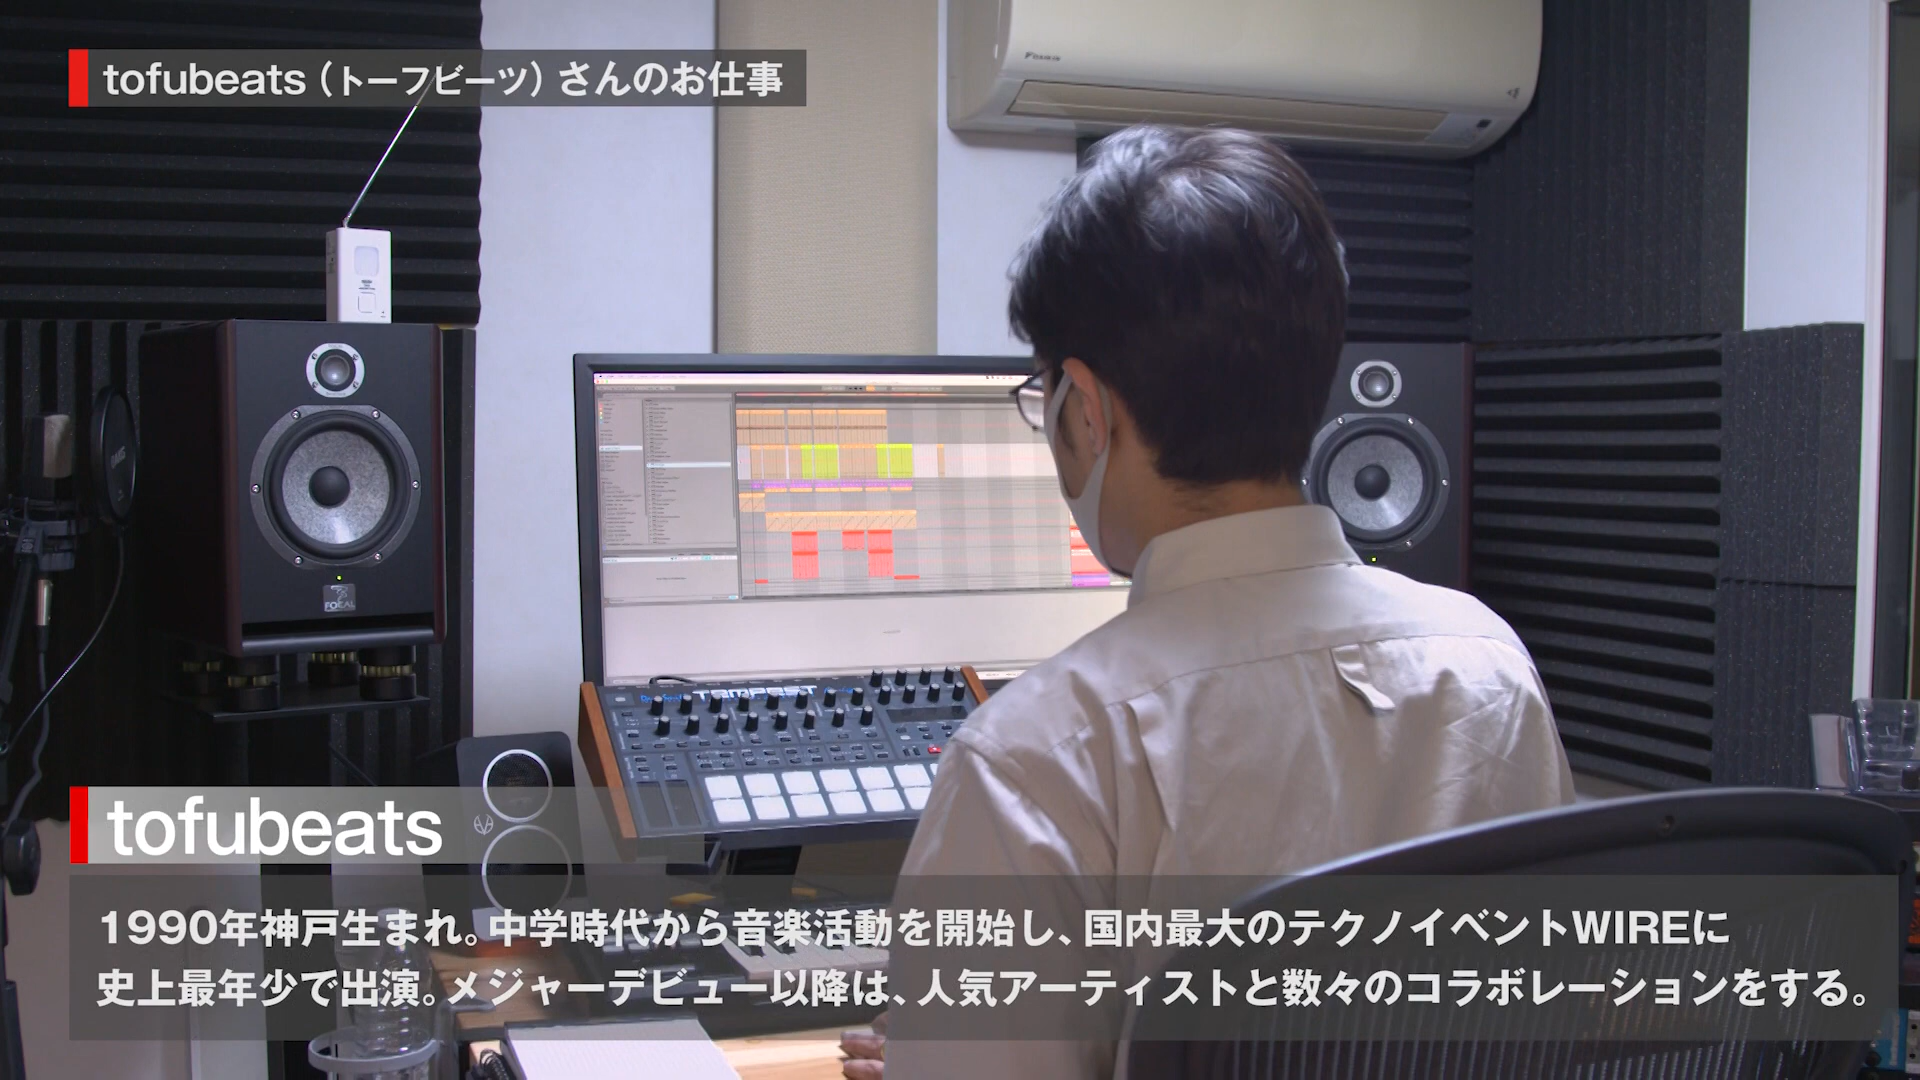 tofubeats（トーフビーツ）さんのお仕事
FOCAL
TEMPEST
tofubeats
1990年神戸生まれ。中学時代から音楽活動を開始し、国内最大のテクノイベントWIREに
史上最年少で出演。メジャーデビュー以降は、人気アーティストと数々のコラボレーションをする。